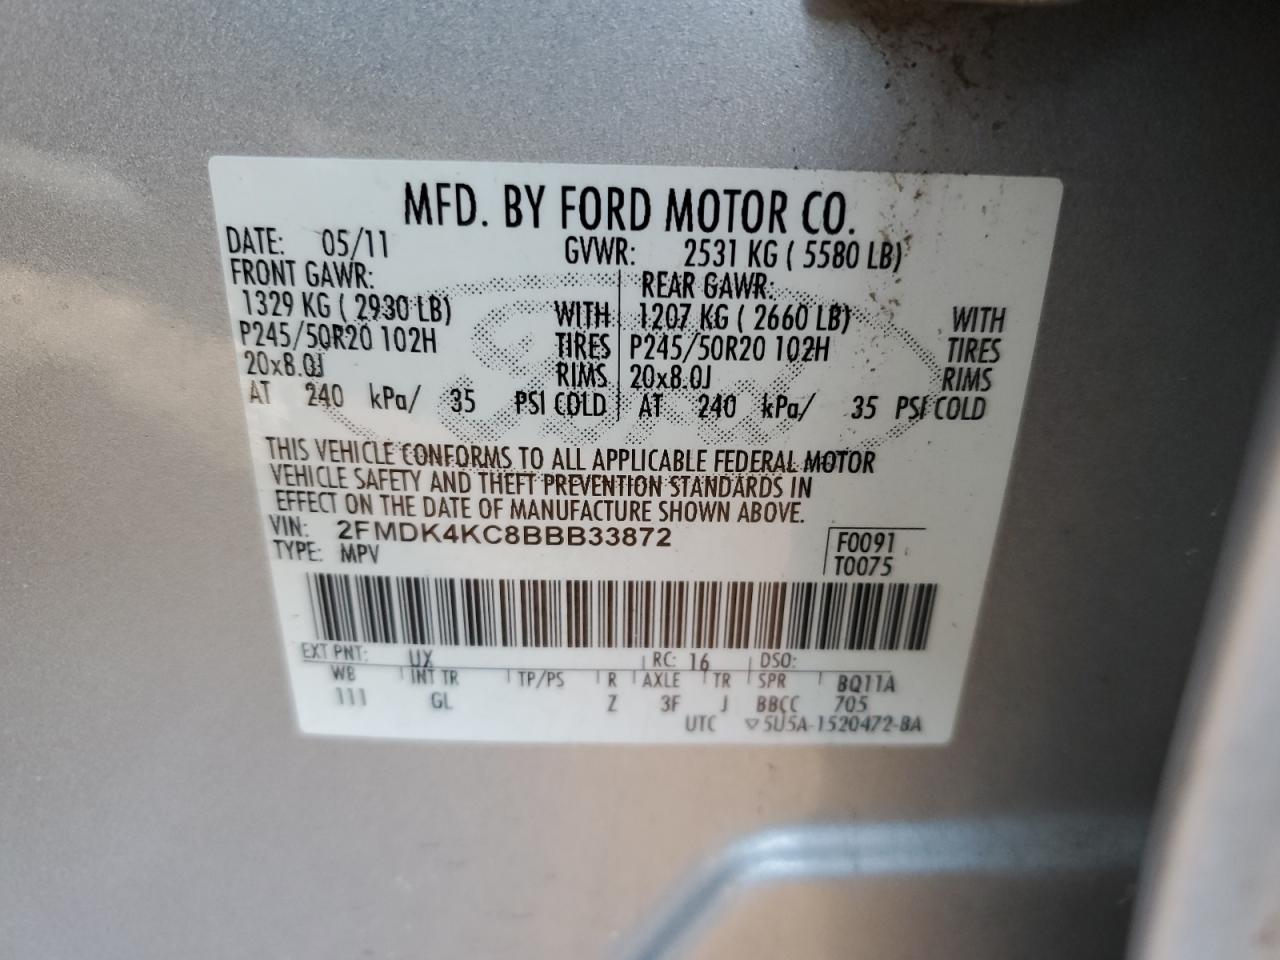 MFD. BY FORD MOTOR CO.
DATE: 05/11 GVWR: 2531 KG ( 5580 LB)
FRONT GAWR: REAR GAWR:
1329 KG ( 2930 LB) WITH 1207 KG ( 2660 LB) WITH
P245/50R20 102H TIRES P245/50R20 102H TIRES
20x8.0J RIMS 20x8.0J RIMS
AT 240 kPa/ 35 PSI COLD AT 240 kPa/ 35 PSI COLD
THIS VEHICLE CONFORMS TO ALL APPLICABLE FEDERAL MOTOR
VEHICLE SAFETY AND THEFT PREVENTION STANDARDS IN
EFFECT ON THE DATE OF MANUFACTURE SHOWN ABOVE.
VIN: 2FMDK4KC8BBB33872 F0091
TYPE: MPV T0075
EXT PNT: UX RC: 16 DSO:
WB INT TR TP/PS R AXLE TR SPR BQ11A
111 GL Z 3F J BBCC 705
UTC ▽5U5A-1520472-BA